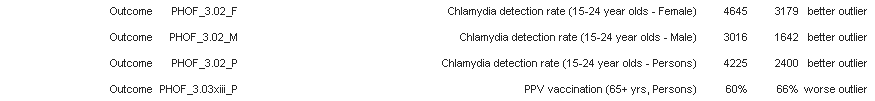 Outcome PHOF_3.02_F Chlamydia detection rate (15-24 year olds - Female) 4645 3179 better outlier
Outcome PHOF_3.02_M Chlamydia detection rate (15-24 year olds - Male) 3016 1642 better outlier
Outcome PHOF_3.02_P Chlamydia detection rate (15-24 year olds - Persons) 4225 2400 better outlier
Outcome PHOF_3.03xiii_P PPV vaccination (65+ yrs, Persons) 60% 66% worse outlier